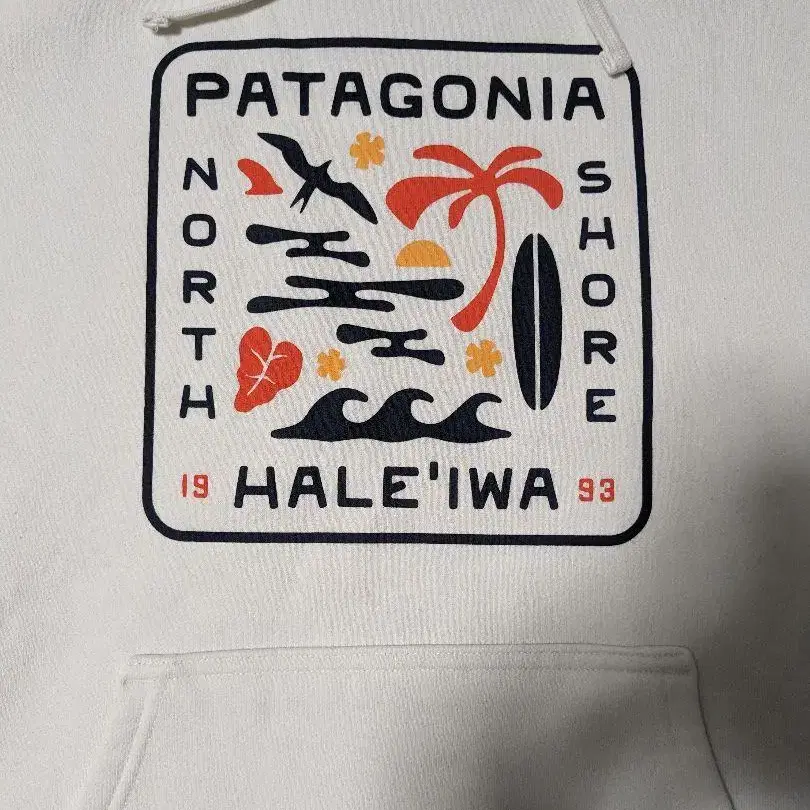 PATAGONIA
NORTH
SHORE
19 HALE'IWA 93